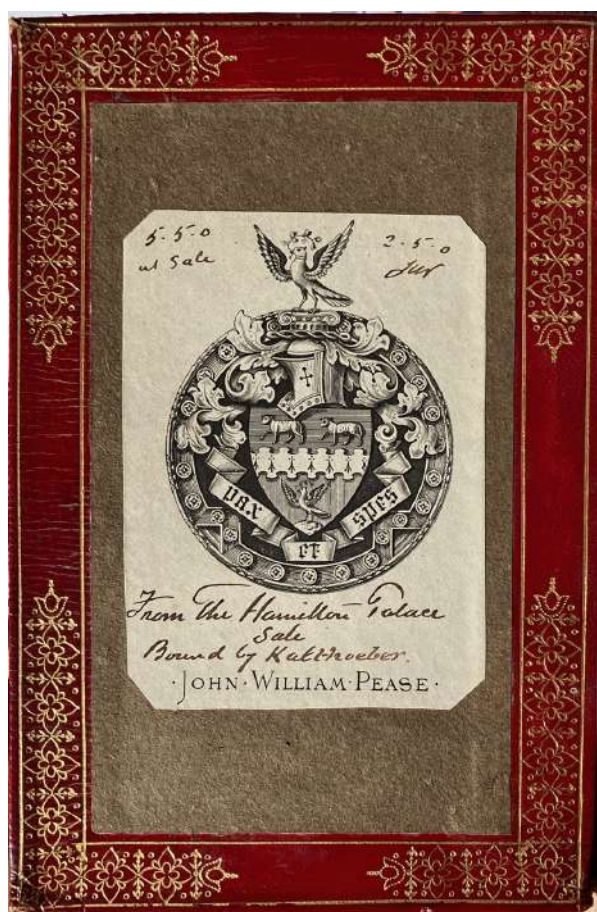 5.5.0
at Sale
2.5.0
pax et spes
From The Hamilton Palace
Sale
Bound by Kalthoeber.
·JOHN·WILLIAM·PEASE·